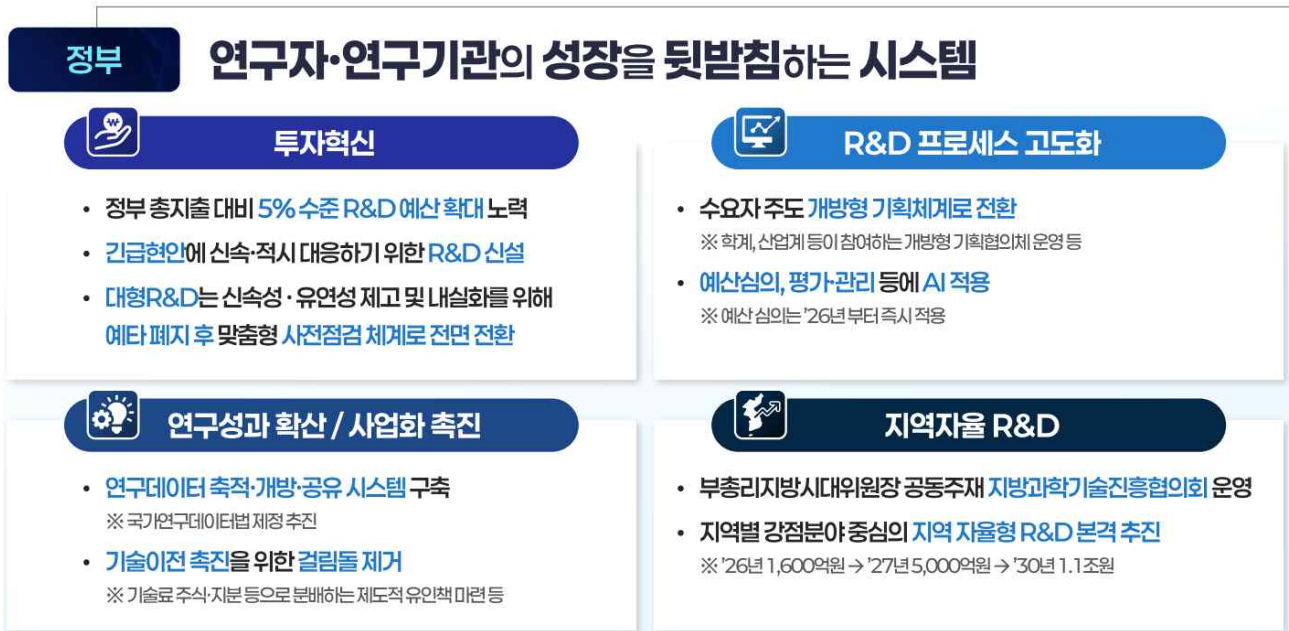 정부
연구자·연구기관의 성장을 뒷받침하는 시스템
투자혁신
• 정부 총지출 대비 5% 수준 R&D 예산 확대 노력
• 긴급현안에 신속·적시 대응하기 위한 R&D 신설
• 대형R&D는 신속성·유연성 제고 및 내실화를 위해
예타 폐지 후 맞춤형 사전점검 체계로 전면 전환
R&D 프로세스 고도화
• 수요자 주도 개방형 기획체계로 전환
※ 학계, 산업계 등이 참여하는 개방형 기획협의체 운영 등
• 예산심의, 평가·관리 등에 AI 적용
※ 예산 심의는 '26년 부터 즉시 적용
연구성과 확산 / 사업화 촉진
• 연구데이터 축적·개방·공유 시스템 구축
※ 국가연구데이터법 제정 추진
• 기술이전 촉진을 위한 걸림돌 제거
※ 기술료 주식·지분 등으로 분배하는 제도적 유인책 마련 등
지역자율 R&D
• 부총리지방시대위원장 공동주재 지방과학기술진흥협의회 운영
• 지역별 강점분야 중심의 지역 자율형 R&D 본격 추진
※ '26년 1,600억원 → '27년 5,000억원 → '30년 1.1조원